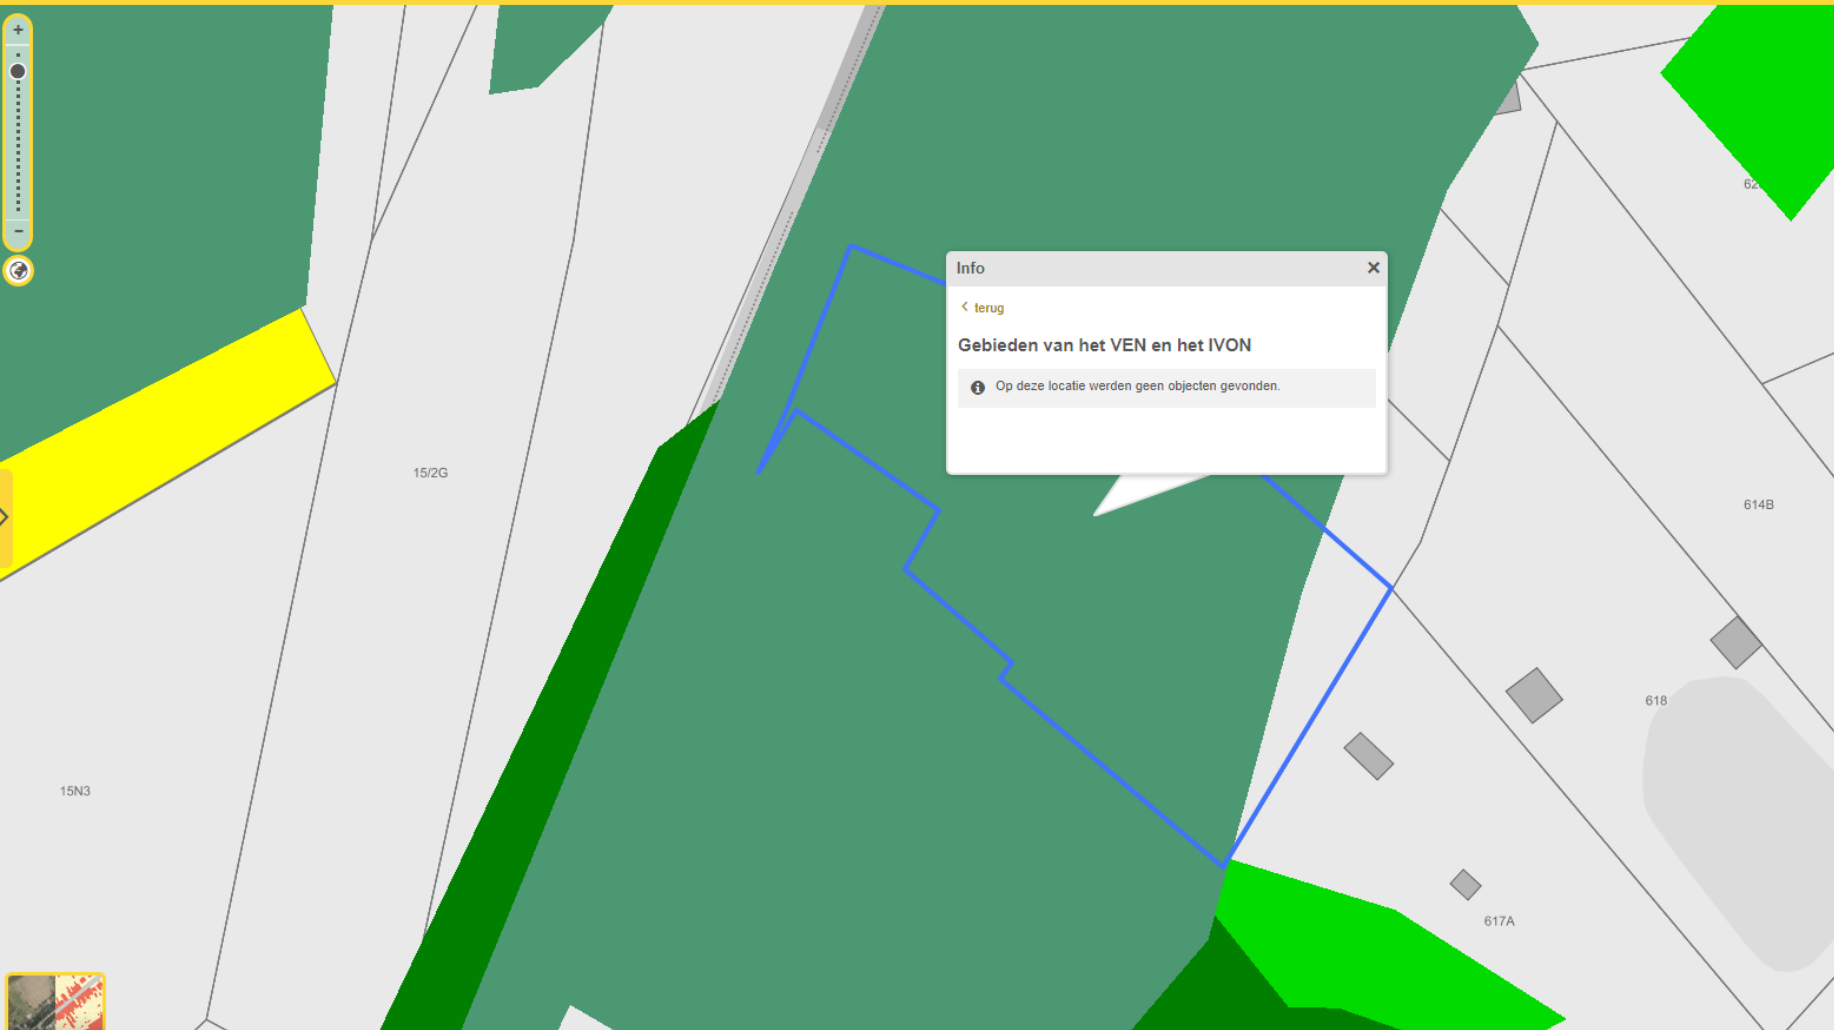 +
−
Info
×
terug
Gebieden van het VEN en het IVON
Op deze locatie werden geen objecten gevonden.
15/2G
614B
618
15N3
617A